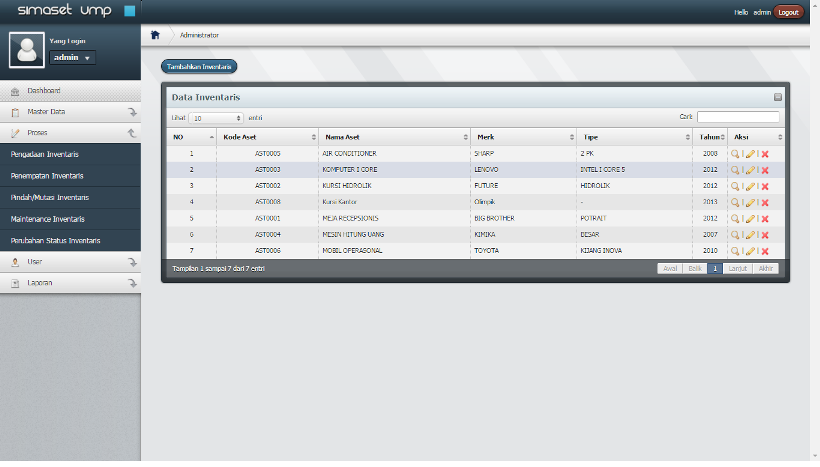 simaset ump
Hello admin Logout
Yang Login
admin
Administrator
Tambahkan Inventaris
Dashboard
Master Data
Proses
Pengadaan Inventaris
Penempatan Inventaris
Pindah/Mutasi Inventaris
Maintenance Inventaris
Perubahan Status Inventaris
User
Laporan
Data Inventaris
Lihat 10 entri Cari:
NO Kode Aset Nama Aset Merk Tipe Tahun Aksi
1 AST0005 AIR CONDITIONER SHARP 2 PK 2008
2 AST0003 KOMPUTER I CORE LENOVO INTEL I CORE 5 2012
3 AST0002 KURSI HIDROLIK FUTURE HIDROLIK 2012
4 AST0008 Kursi Kantor Olimpik - 2013
5 AST0001 MEJA RECEPSIONIS BIG BROTHER POTRAIT 2012
6 AST0004 MESIN HITUNG UANG KIMIKA BESAR 2007
7 AST0006 MOBIL OPERASONAL TOYOTA KIJANG INOVA 2010
Tampilan 1 sampai 7 dari 7 entri
Awal Balik 1 Lanjut Akhir